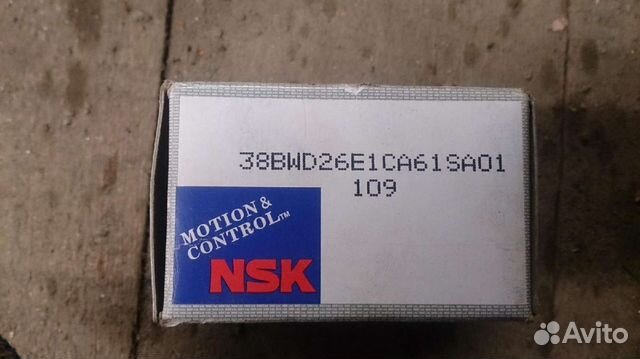 38BWD26E1CA61SA01
109
MOTION &
CONTROL™
NSK
Avito